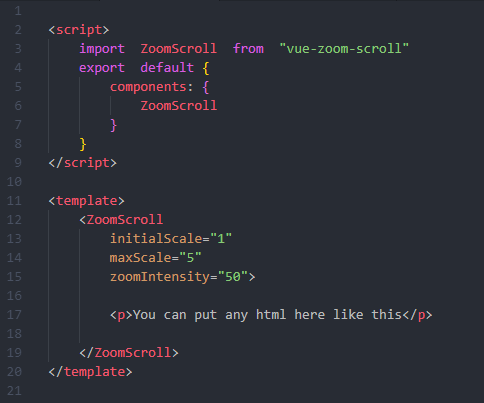 1
2 <script>
3     import  ZoomScroll  from  "vue-zoom-scroll"
4     export  default {
5         components: {
6             ZoomScroll
7         }
8     }
9 </script>
10
11 <template>
12     <ZoomScroll
13         initialScale="1"
14         maxScale="5"
15         zoomIntensity="50">
16
17         <p>You can put any html here like this</p>
18
19     </ZoomScroll>
20 </template>
21